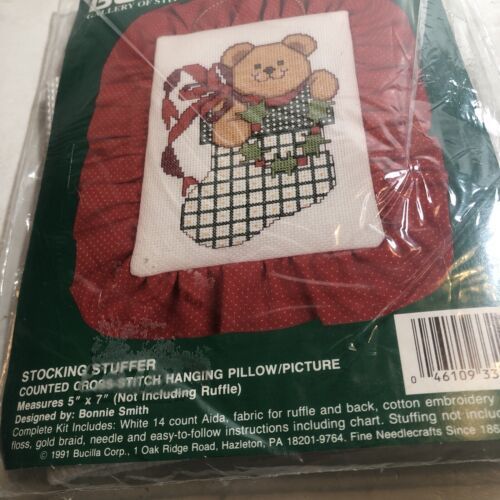 GALLERY OF
STOCKING STUFFER
COUNTED CROSS STITCH HANGING PILLOW/PICTURE
Measures 5" x 7" (Not Including Ruffle)
Designed by: Bonnie Smith
Complete Kit Includes: White 14 count Aida, fabric for ruffle and back, cotton embroidery
floss, gold braid, needle and easy-to-follow instructions including chart. Stuffing not inclu
© 1991 Bucilla Corp., 1 Oak Ridge Road, Hazleton, PA 18201-9764. Fine Needlecrafts Since 186
0 46109 33